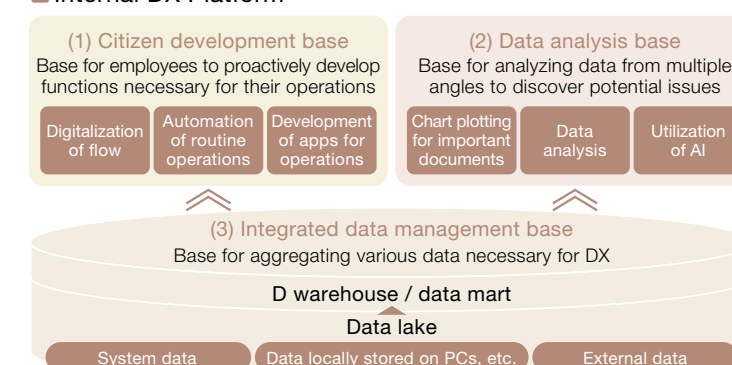 Internal DX Platform
(1) Citizen development base
Base for employees to proactively develop
functions necessary for their operations
Digitalization
of flow
Automation
of routine
operations
Development
of apps for
operations
(2) Data analysis base
Base for analyzing data from multiple
angles to discover potential issues
Chart plotting
for important
documents
Data
analysis
Utilization
of AI
(3) Integrated data management base
Base for aggregating various data necessary for DX
D warehouse / data mart
Data lake
System data
Data locally stored on PCs, etc.
External data